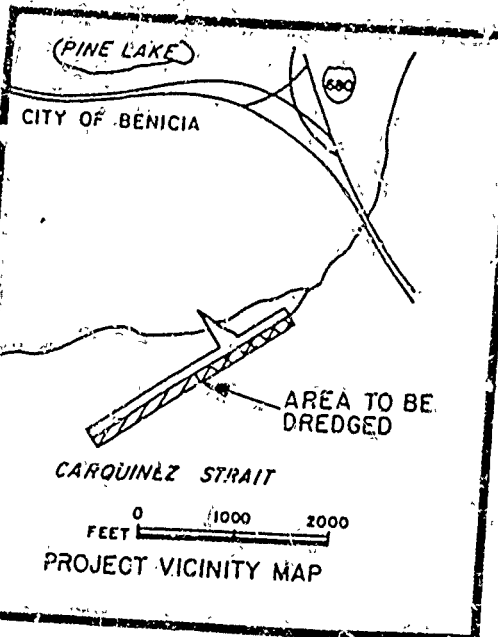 PINE LAKE
680
CITY OF BENICIA
AREA TO BE
DREDGED
CARQUINEZ STRAIT
0 1000 2000
FEET
PROJECT VICINITY MAP